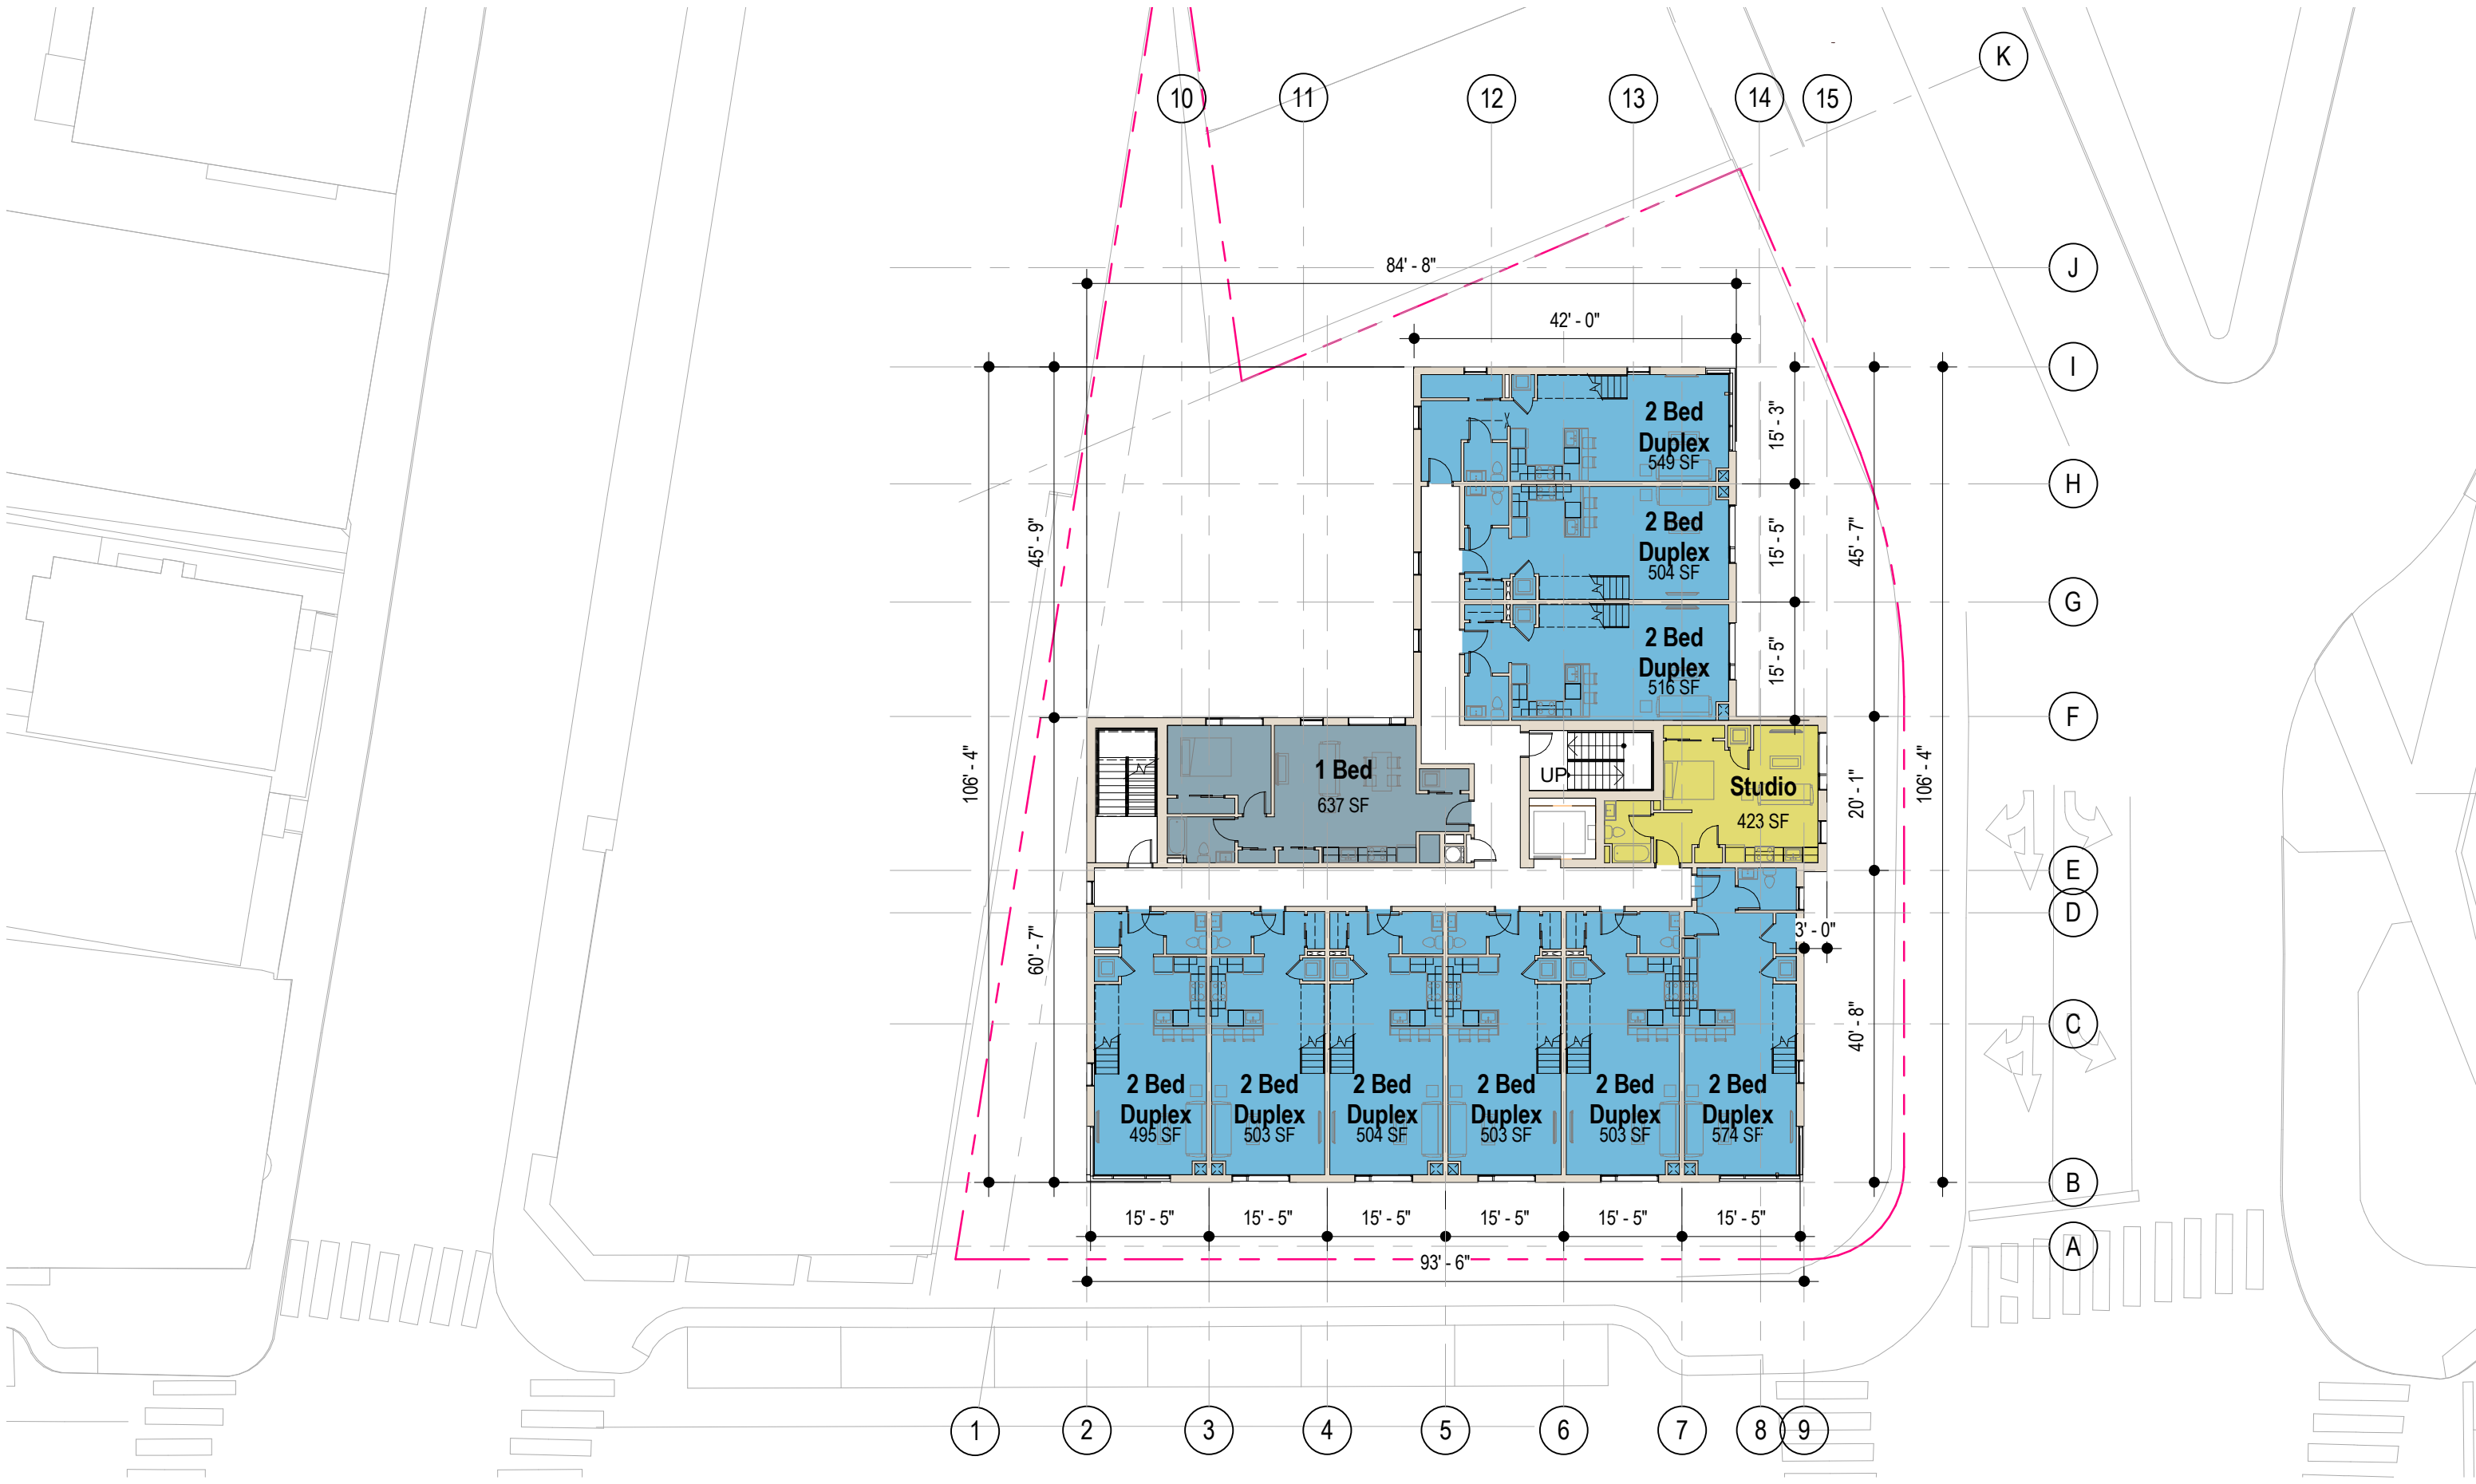 K
10
11
12
13
14
15
J
84' - 8"
42' - 0"
I
2 Bed
Duplex
549 SF
15' - 3"
H
45' - 9"
2 Bed
Duplex
504 SF
15' - 5"
45' - 7"
G
2 Bed
Duplex
516 SF
15' - 5"
F
106' - 4"
1 Bed
637 SF
UP
Studio
423 SF
20' - 1"
106' - 4"
E
D
60' - 7"
3' - 0"
C
40' - 8"
2 Bed
Duplex
495 SF
2 Bed
Duplex
503 SF
2 Bed
Duplex
504 SF
2 Bed
Duplex
503 SF
2 Bed
Duplex
503 SF
2 Bed
Duplex
574 SF
B
15' - 5"
15' - 5"
15' - 5"
15' - 5"
15' - 5"
15' - 5"
A
93' - 6"
1
2
3
4
5
6
7
8
9